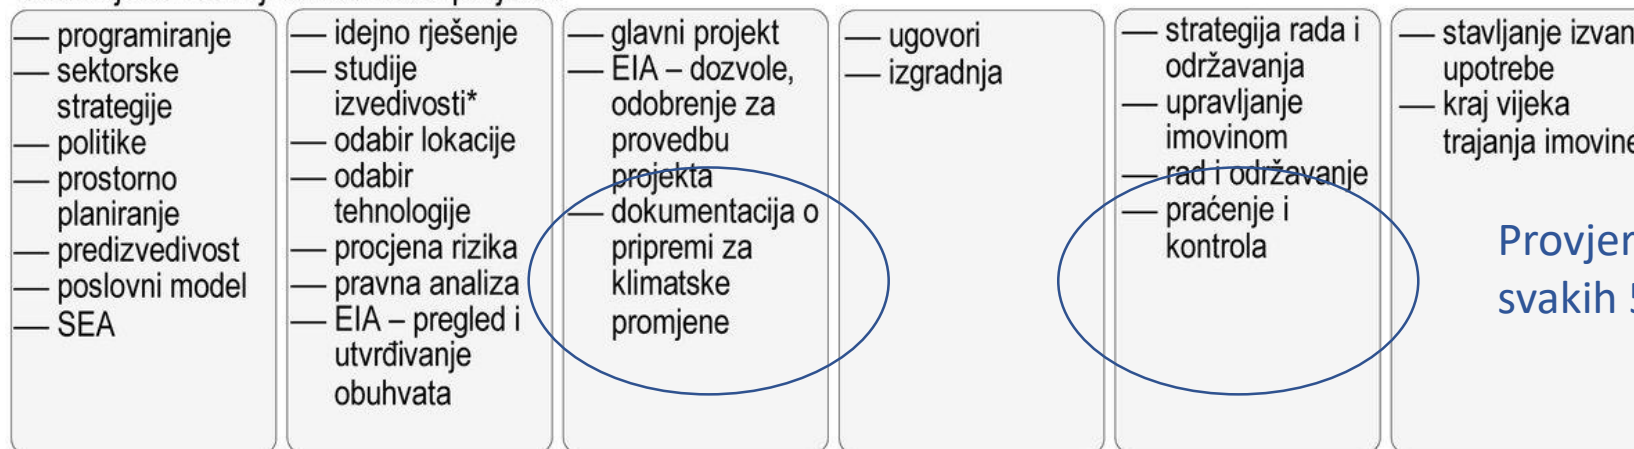 — programiranje
— sektorske
strategije
— politike
— prostorno
planiranje
— predizvedivost
— poslovni model
— SEA
— idejno rješenje
— studije
izvedivosti*
— odabir lokacije
— odabir
tehnologije
— procjena rizika
— pravna analiza
— EIA – pregled i
utvrđivanje
obuhvata
— glavni projekt
— EIA – dozvole,
odobrenje za
provedbu
projekta
— dokumentacija o
pripremi za
klimatske
promjene
— ugovori
— izgradnja
— strategija rada i
održavanja
— upravljanje
imovinom
— rad i održavanje
— praćenje i
kontrola
— stavljanje izvan
upotrebe
— kraj vijeka
trajanja imovine
Provjer
svakih 5